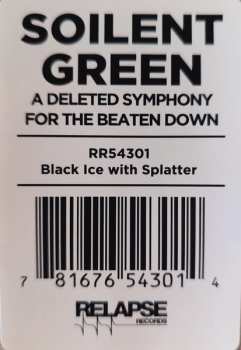 SOILENT
GREEN
A DELETED SYMPHONY
FOR THE BEATEN DOWN
RR54301
Black Ice with Splatter
7 81676 54301 4
RELAPSE
RECORDS